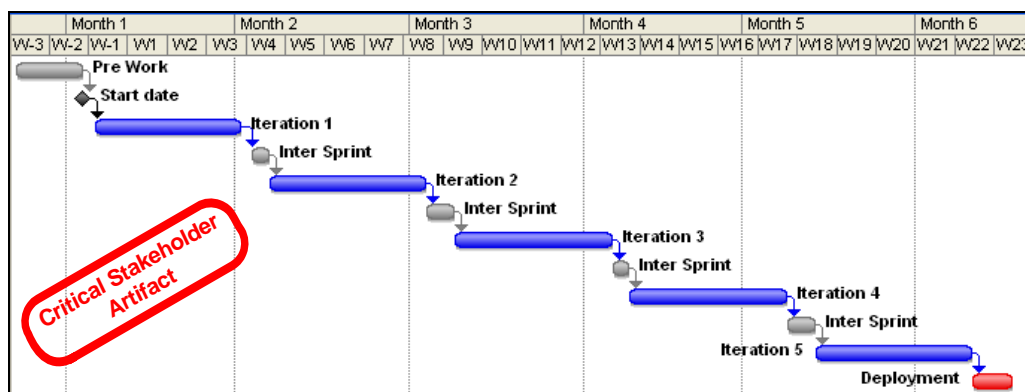 Month 1 Month 2 Month 3 Month 4 Month 5 Month 6
W-3 W-2 W-1 W1 W2 W3 W4 W5 W6 W7 W8 W9 W10 W11 W12 W13 W14 W15 W16 W17 W18 W19 W20 W21 W22 W23
Pre Work
Start date
Iteration 1
Inter Sprint
Iteration 2
Inter Sprint
Iteration 3
Inter Sprint
Iteration 4
Inter Sprint
Iteration 5
Deployment
Critical Stakeholder
Artifact